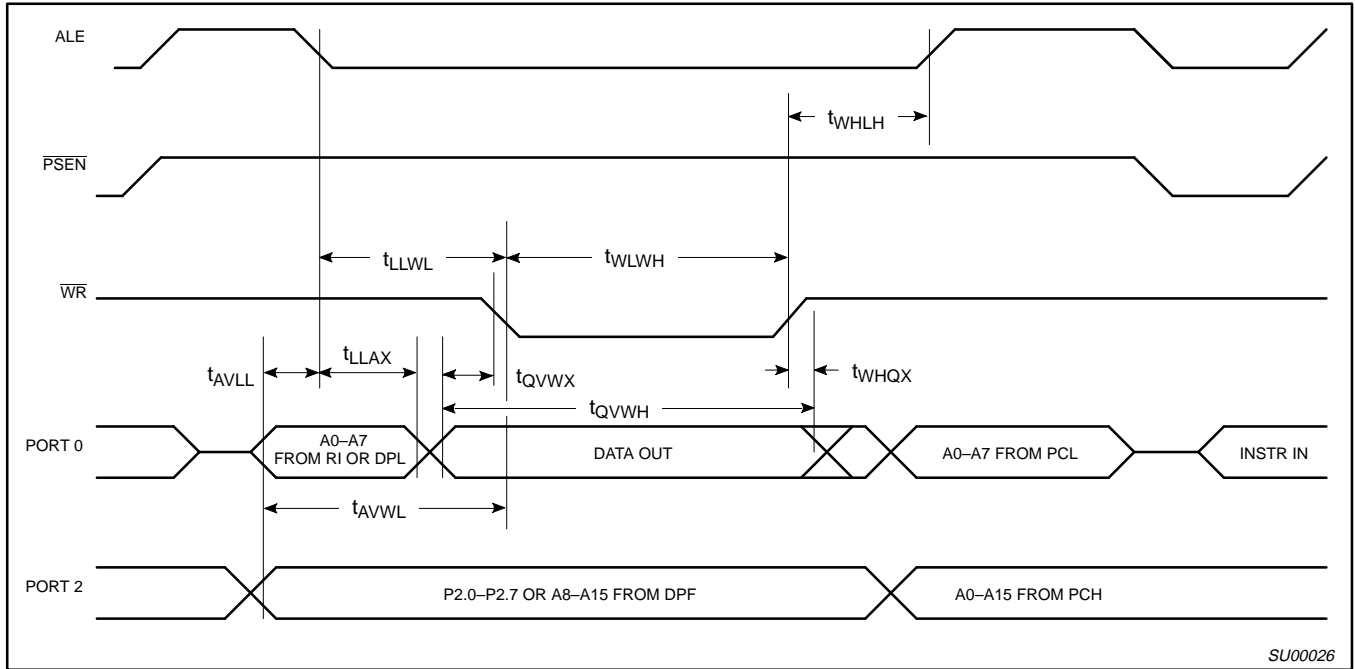 ALE
tWHLH
PSEN
tLLWL
tWLWH
WR
tAVLL
tLLAX
tQVWX
tWHQX
tQVWH
PORT 0
A0–A7
FROM RI OR DPL
DATA OUT
A0–A7 FROM PCL
INSTR IN
tAVWL
PORT 2
P2.0–P2.7 OR A8–A15 FROM DPF
A0–A15 FROM PCH
SU00026